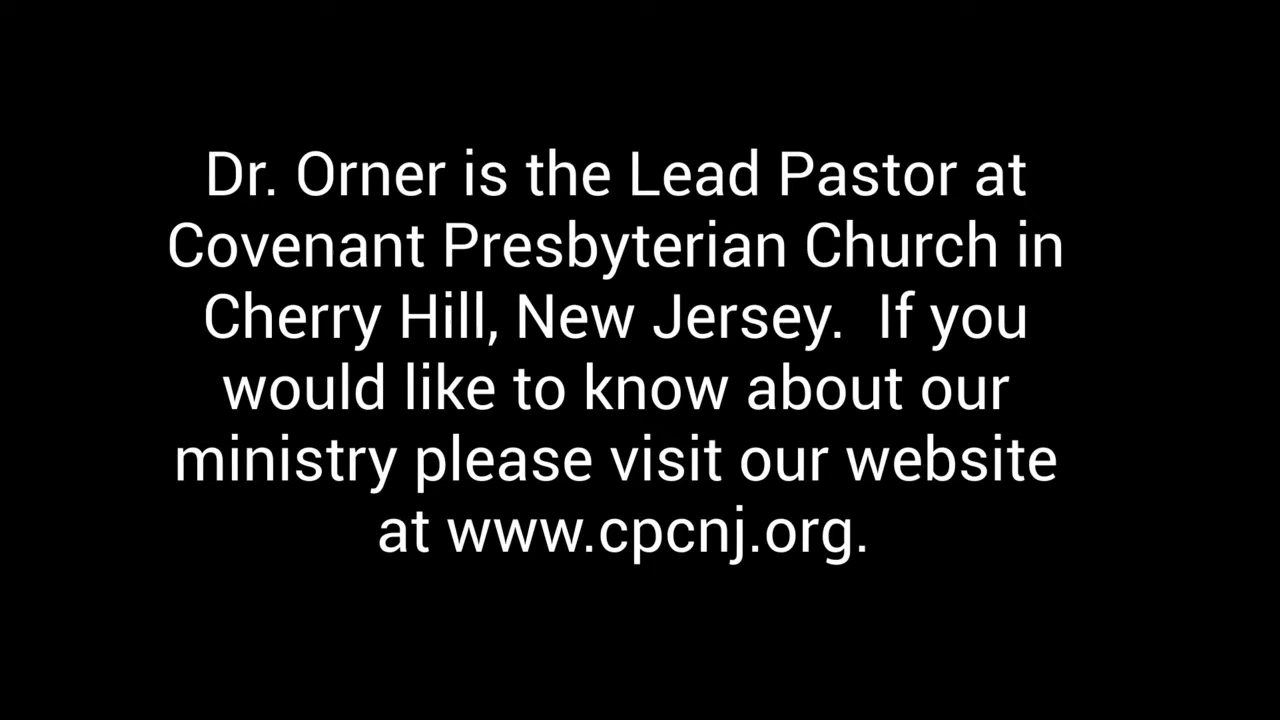 Dr. Orner is the Lead Pastor at
Covenant Presbyterian Church in
Cherry Hill, New Jersey.  If you
would like to know about our
ministry please visit our website
at www.cpcnj.org.